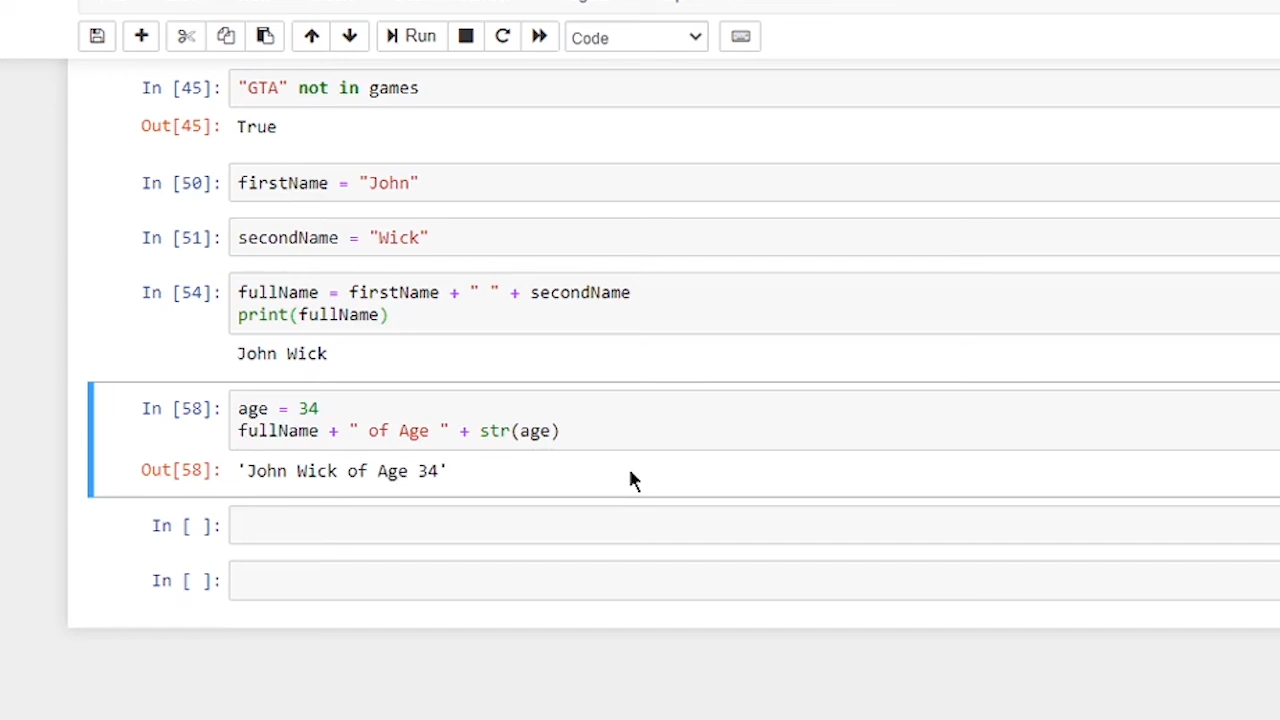 Run
Code
In [45]: "GTA" not in games
Out[45]: True
In [50]: firstName = "John"
In [51]: secondName = "Wick"
In [54]: fullName = firstName + " " + secondName
print(fullName)
John Wick
In [58]: age = 34
fullName + " of Age " + str(age)
Out[58]: 'John Wick of Age 34'
In [ ]:
In [ ]: